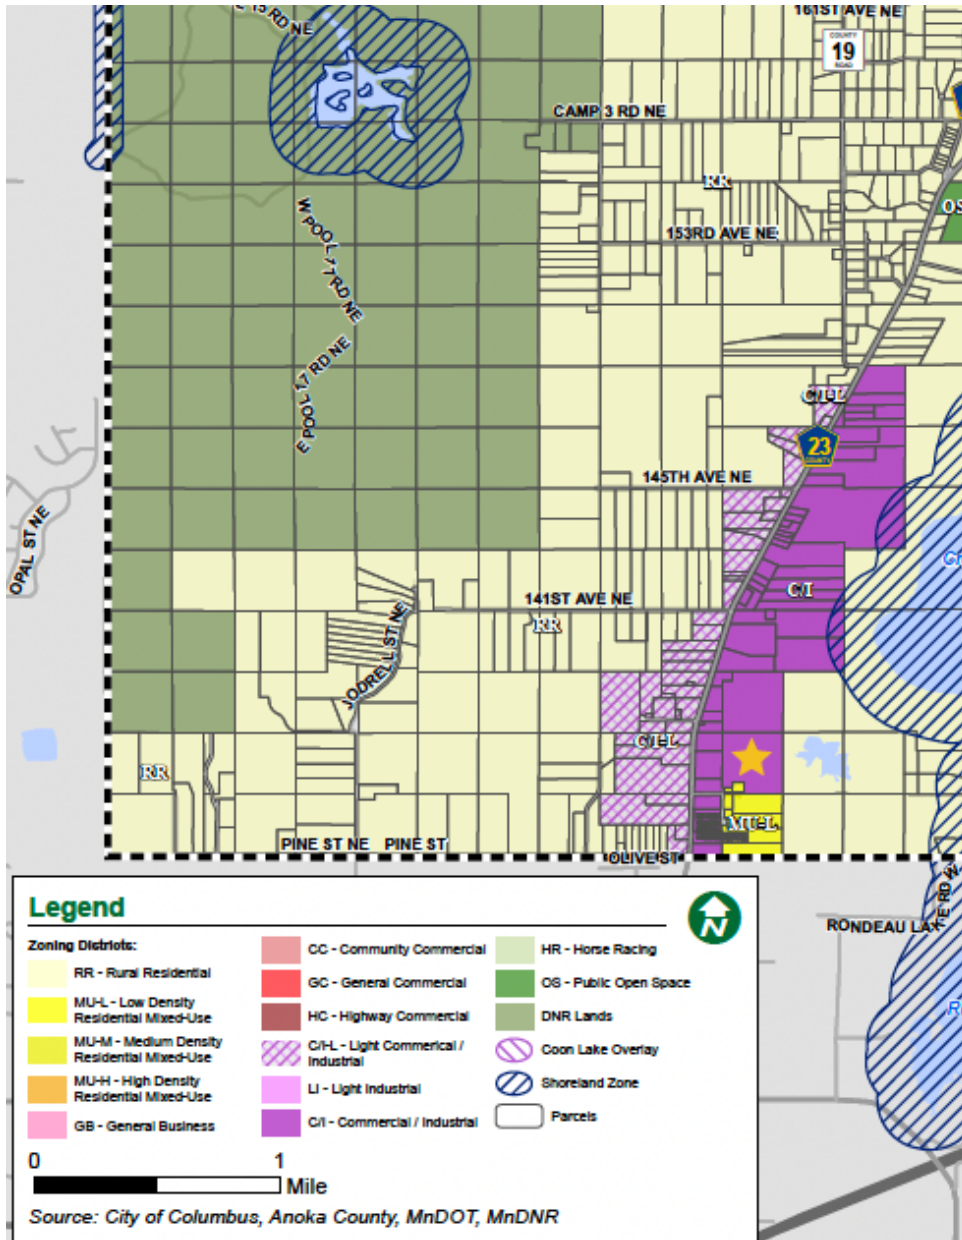 15 RD NE
161ST AVE NE
COUNTY
19
ROAD
CAMP 3 RD NE
RR
OS
153RD AVE NE
W POOL 17 RD NE
E POOL 17 RD NE
C/I-L
23
COUNTY
145TH AVE NE
OPAL ST NE
C/I
141ST AVE NE
RR
JODRELL ST NE
C/I-L
RR
MU-L
PINE ST NE
PINE ST
OLIVE ST
RONDEAU LA
E RD
Legend
N
Zoning Districts:
RR - Rural Residential
MU-L - Low Density
Residential Mixed-Use
MU-M - Medium Density
Residential Mixed-Use
MU-H - High Density
Residential Mixed-Use
GB - General Business
CC - Community Commercial
GC - General Commercial
HC - Highway Commercial
C/I-L - Light Commerical /
Industrial
LI - Light Industrial
C/I - Commercial / Industrial
HR - Horse Racing
OS - Public Open Space
DNR Lands
Coon Lake Overlay
Shoreland Zone
Parcels
0
1
Mile
Source: City of Columbus, Anoka County, MnDOT, MnDNR